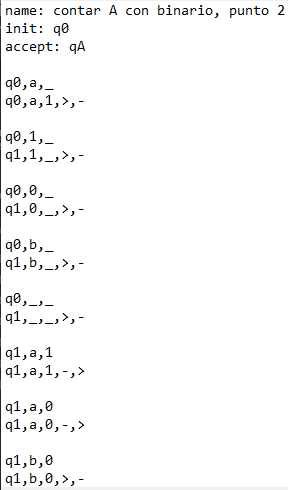 name: contar A con binario, punto 2
init: q0
accept: qA

q0,a,_
q0,a,1,>,-

q0,1,_
q1,1,_,>,-

q0,0,_
q1,0,_,>,-

q0,b,_
q1,b,_,>,-

q0,_,_
q1,_,_,>,-

q1,a,1
q1,a,1,-,>

q1,a,0
q1,a,0,-,>

q1,b,0
q1,b,0,>,-